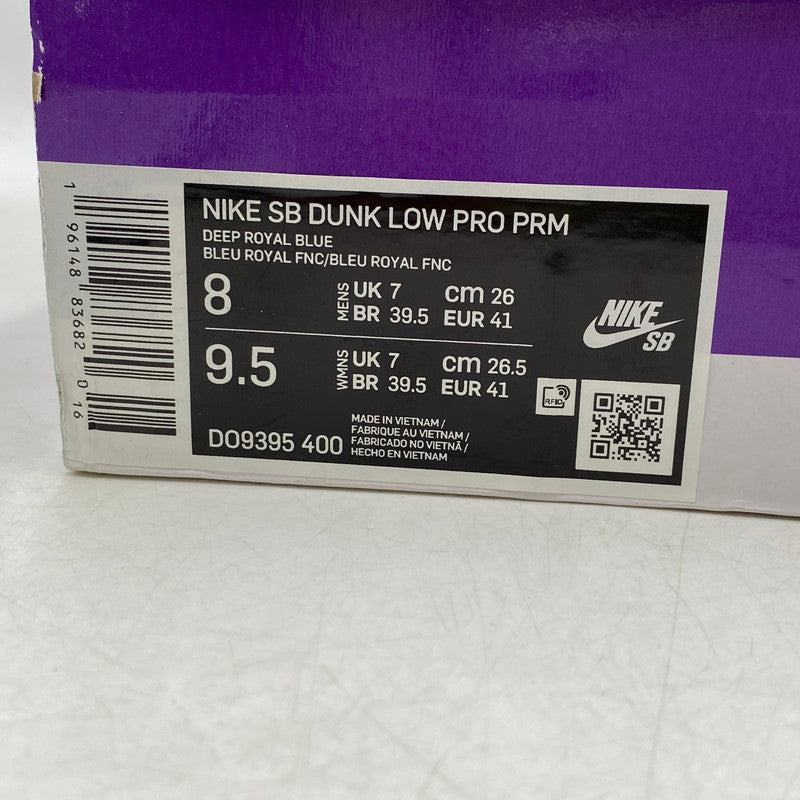 1 96148 83682 0 16
NIKE SB DUNK LOW PRO PRM
DEEP ROYAL BLUE
BLEU ROYAL FNC/BLEU ROYAL FNC
8
MENS
UK 7 cm 26
BR 39.5 EUR 41
9.5
WMNS
UK 7 cm 26.5
BR 39.5 EUR 41
DO9395 400
MADE IN VIETNAM /
FABRIQUE AU VIETNAM /
FABRICADO NO VIETNÃ /
HECHO EN VIETNAM
NIKE
SB
RFID